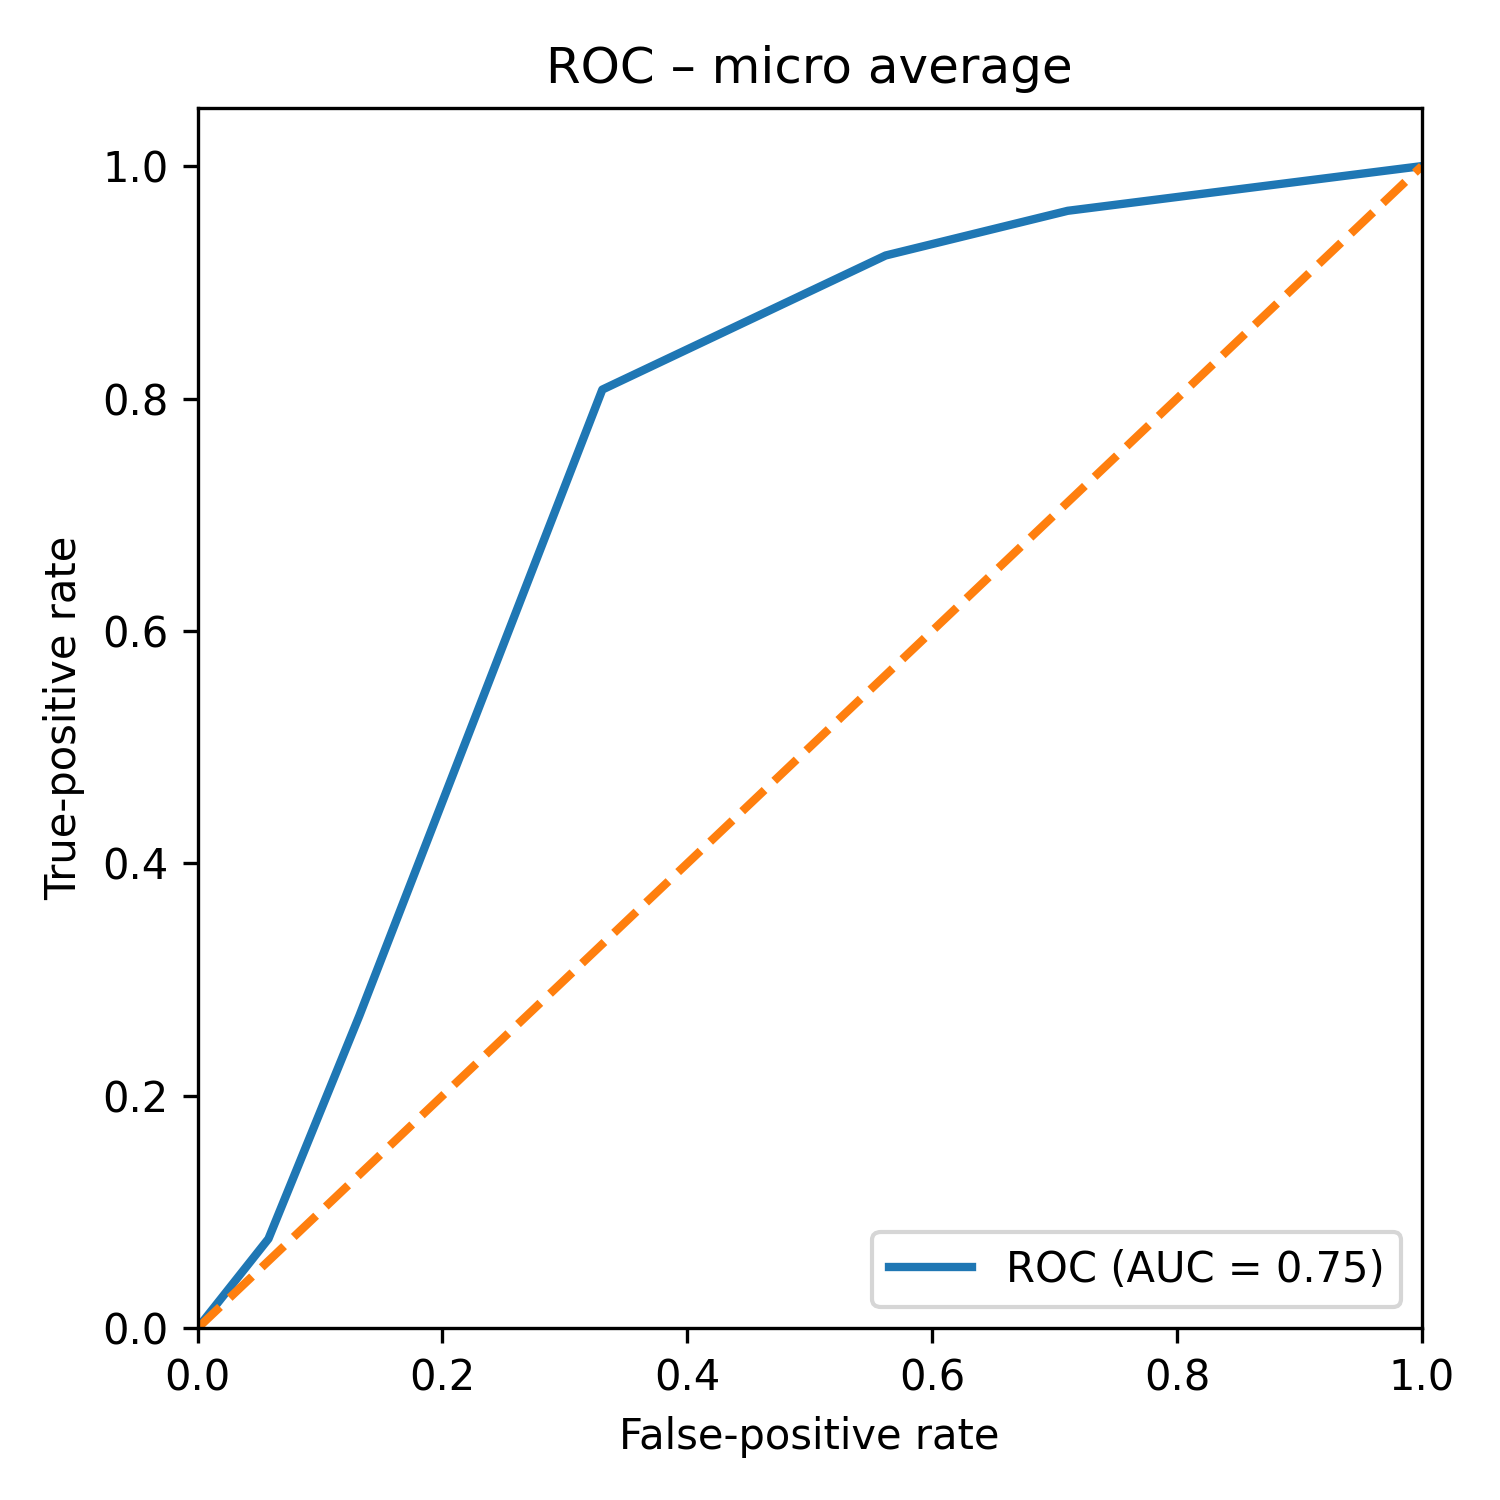 ROC – micro average
1.0
0.8
0.6
0.4
0.2
0.0
True-positive rate
0.0 0.2 0.4 0.6 0.8 1.0
False-positive rate
ROC (AUC = 0.75)